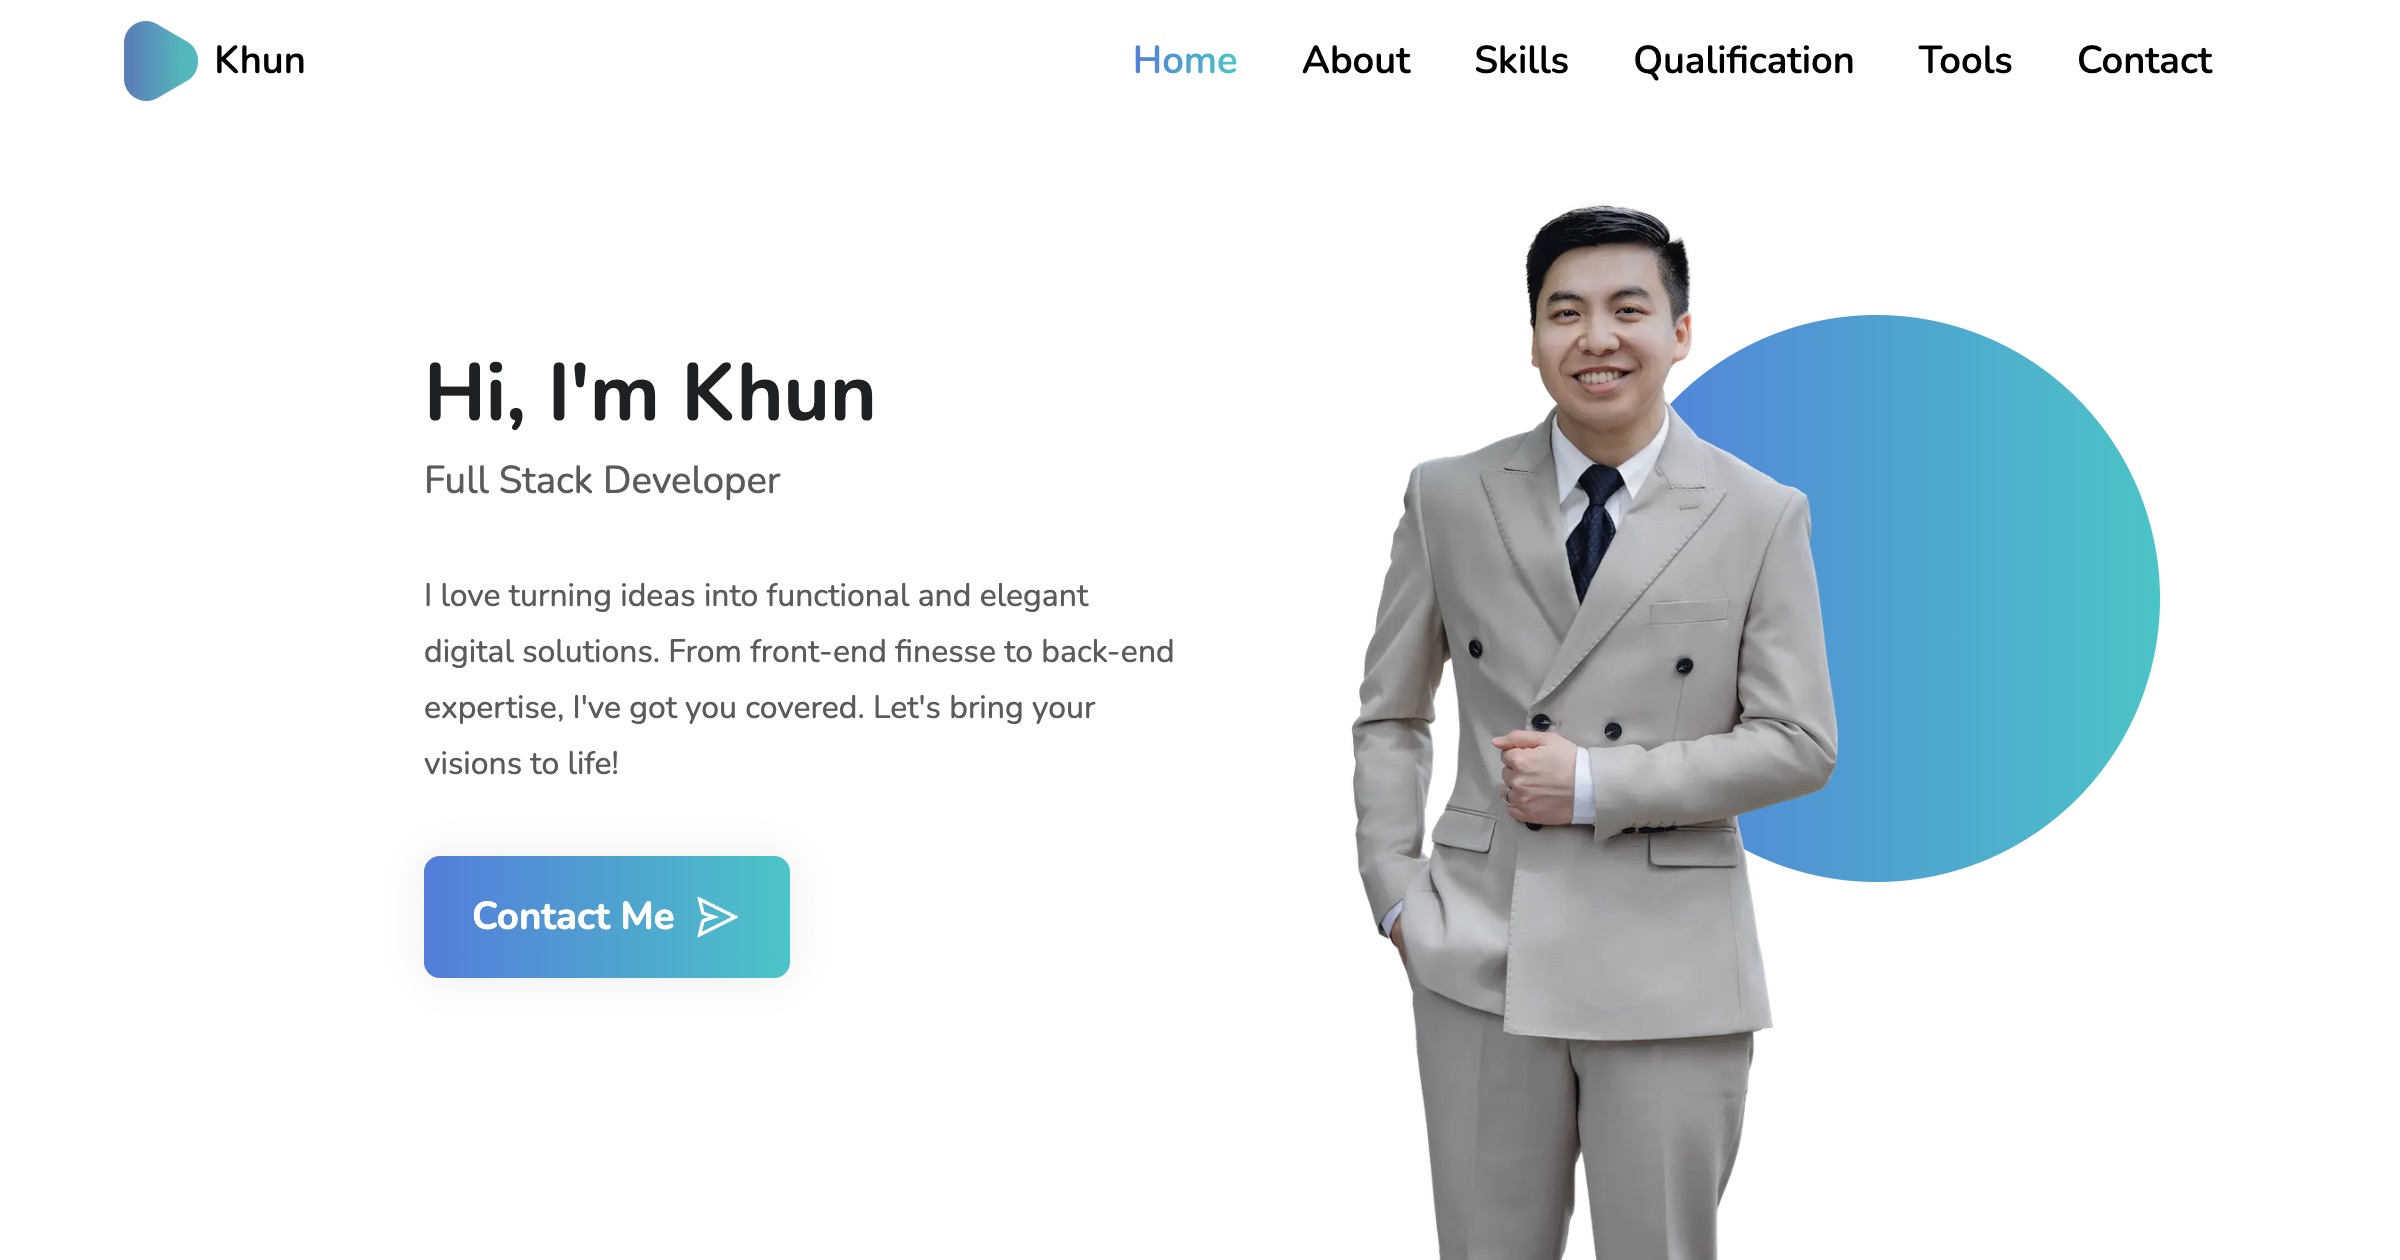 Khun
Home About Skills Qualification Tools Contact
Hi, I'm Khun
Full Stack Developer
I love turning ideas into functional and elegant
digital solutions. From front-end finesse to back-end
expertise, I've got you covered. Let's bring your
visions to life!
Contact Me